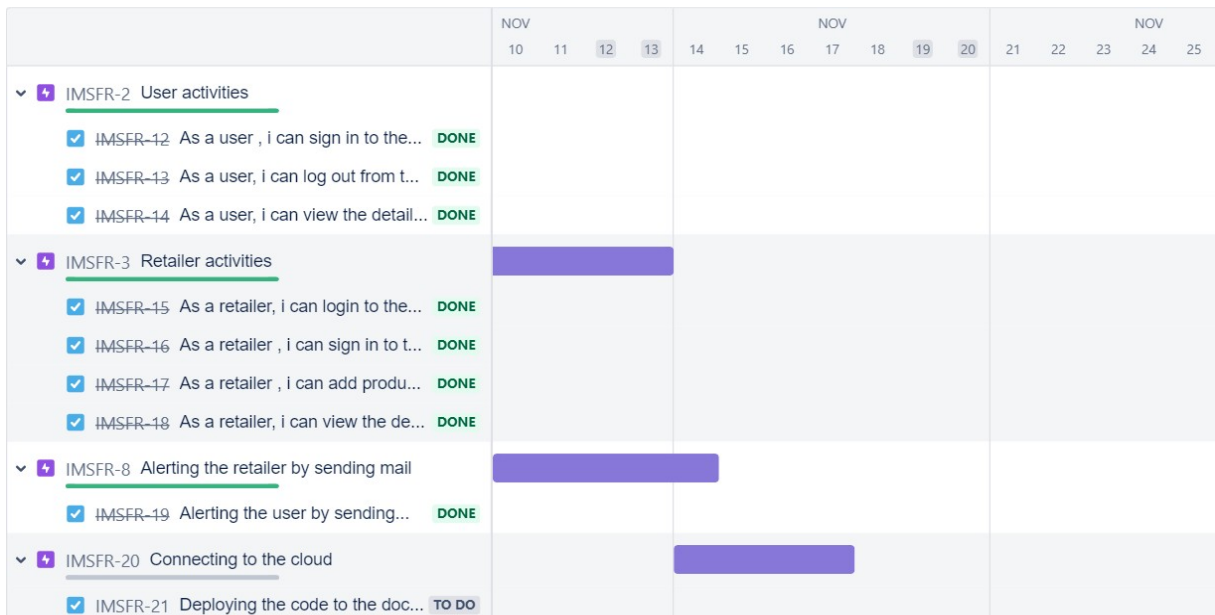 NOV NOV NOV
10 11 12 13 14 15 16 17 18 19 20 21 22 23 24 25
IMSFR-2 User activities
IMSFR-12 As a user , i can sign in to the... DONE
IMSFR-13 As a user, i can log out from t... DONE
IMSFR-14 As a user, i can view the detail... DONE
IMSFR-3 Retailer activities
IMSFR-15 As a retailer, i can login to the... DONE
IMSFR-16 As a retailer , i can sign in to t... DONE
IMSFR-17 As a retailer , i can add produ... DONE
IMSFR-18 As a retailer, i can view the de... DONE
IMSFR-8 Alerting the retailer by sending mail
IMSFR-19 Alerting the user by sending... DONE
IMSFR-20 Connecting to the cloud
IMSFR-21 Deploying the code to the doc... TO DO